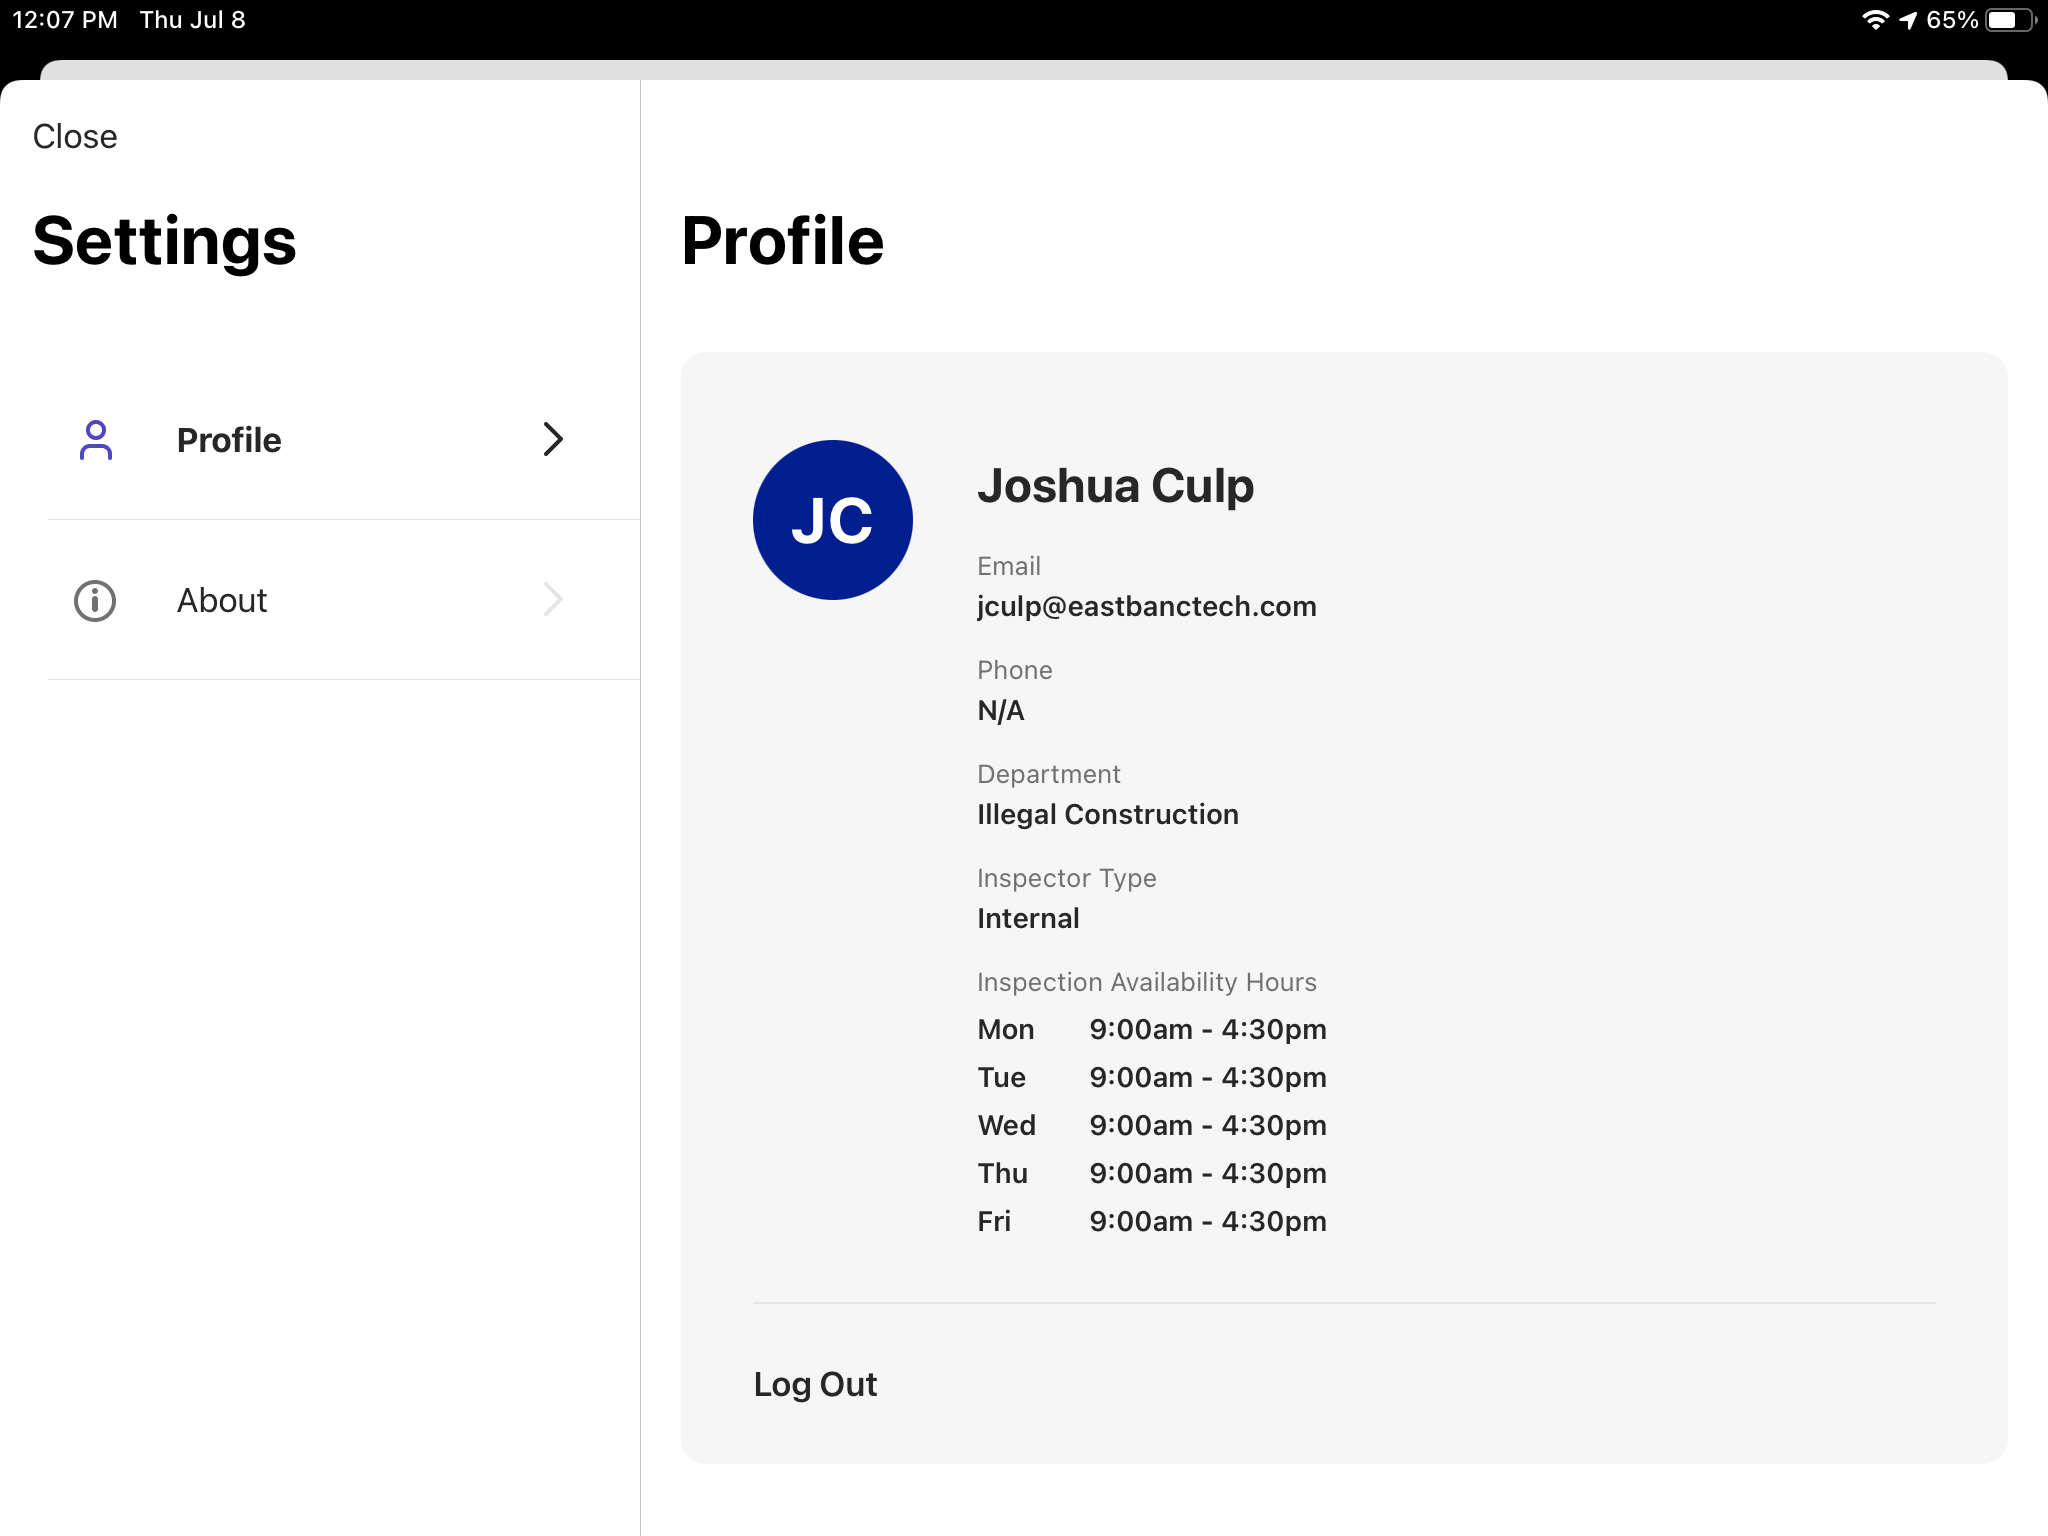 12:07 PM Thu Jul 8 65%
Close
Settings
Profile
About
Profile
JC
Joshua Culp
Email
jculp@eastbanctech.com
Phone
N/A
Department
Illegal Construction
Inspector Type
Internal
Inspection Availability Hours
Mon 9:00am - 4:30pm
Tue 9:00am - 4:30pm
Wed 9:00am - 4:30pm
Thu 9:00am - 4:30pm
Fri 9:00am - 4:30pm
Log Out